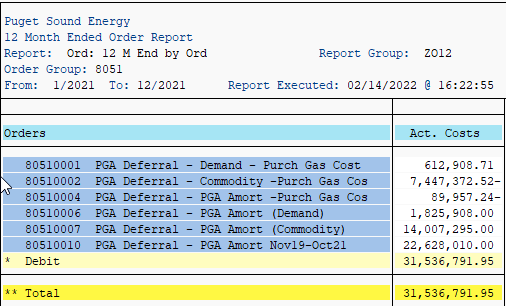 Puget Sound Energy
12 Month Ended Order Report
Report: Ord: 12 M End by Ord Report Group: ZO12
Order Group: 8051
From: 1/2021 To: 12/2021 Report Executed: 02/14/2022 @ 16:22:55
Orders Act. Costs
80510001 PGA Deferral - Demand - Purch Gas Cost 612,908.71
80510002 PGA Deferral - Commodity -Purch Gas Cos 7,447,372.52-
80510004 PGA Deferral - PGA Amort -Purch Gas Cos 89,957.24-
80510006 PGA Deferral - PGA Amort (Demand) 1,825,908.00
80510007 PGA Deferral - PGA Amort (Commodity) 14,007,295.00
80510010 PGA Deferral - PGA Amort Nov19-Oct21 22,628,010.00
* Debit 31,536,791.95
** Total 31,536,791.95